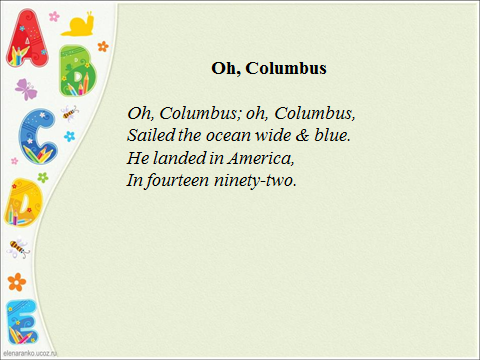 A
B
C
D
E
Oh, Columbus
Oh, Columbus; oh, Columbus,
Sailed the ocean wide & blue.
He landed in America,
In fourteen ninety-two.
elenaranko.ucoz.ru